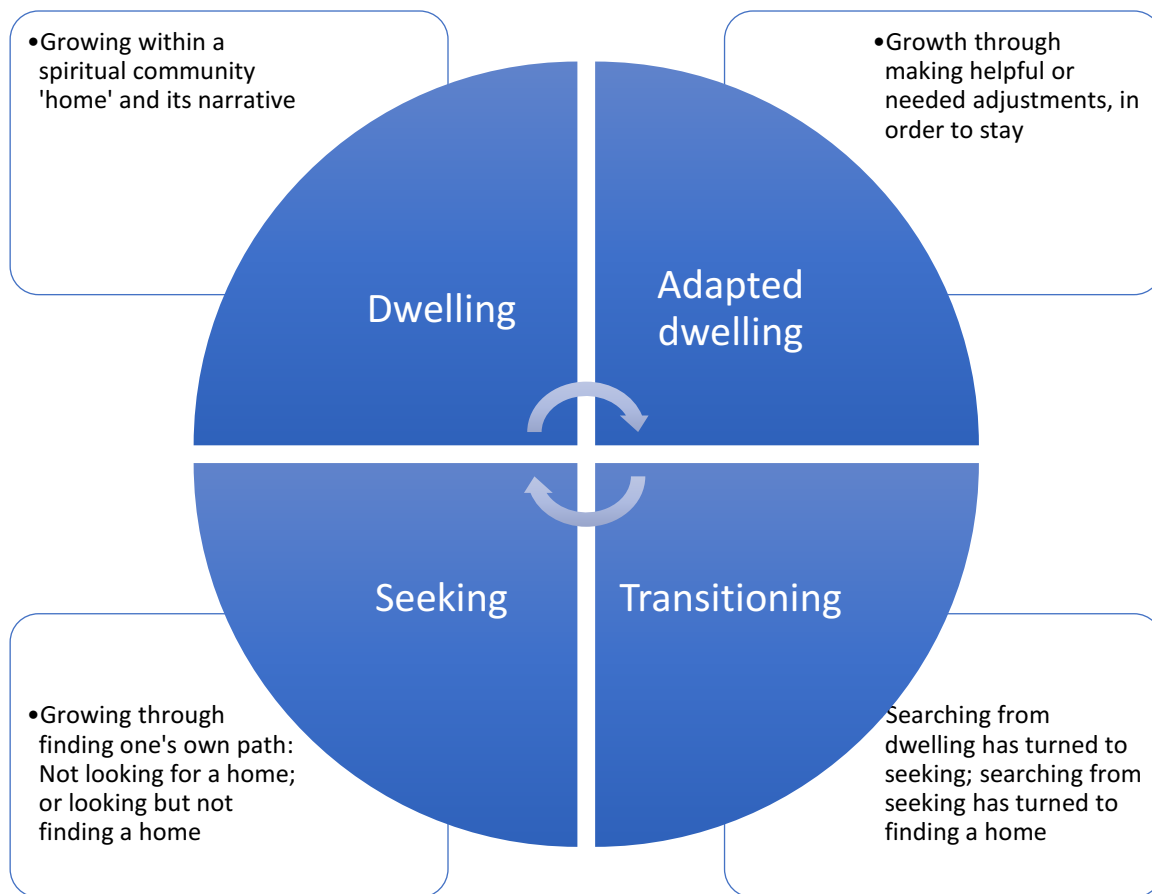 •Growing within a
spiritual community
'home' and its narrative
•Growth through
making helpful or
needed adjustments, in
order to stay
Dwelling
Adapted
dwelling
Seeking
Transitioning
•Growing through
finding one's own path:
Not looking for a home;
or looking but not
finding a home
Searching from
dwelling has turned to
seeking; searching from
seeking has turned to
finding a home